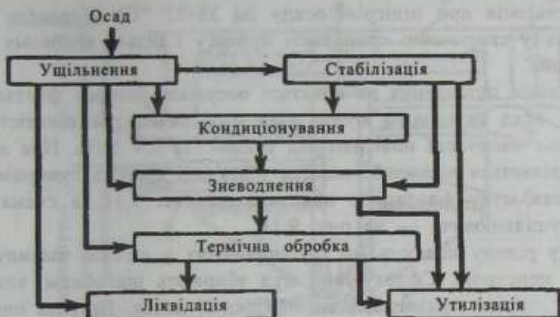 Осад
Ущільнення
Стабілізація
Кондиціонування
Зневоднення
Термічна обробка
Ліквідація
Утилізація